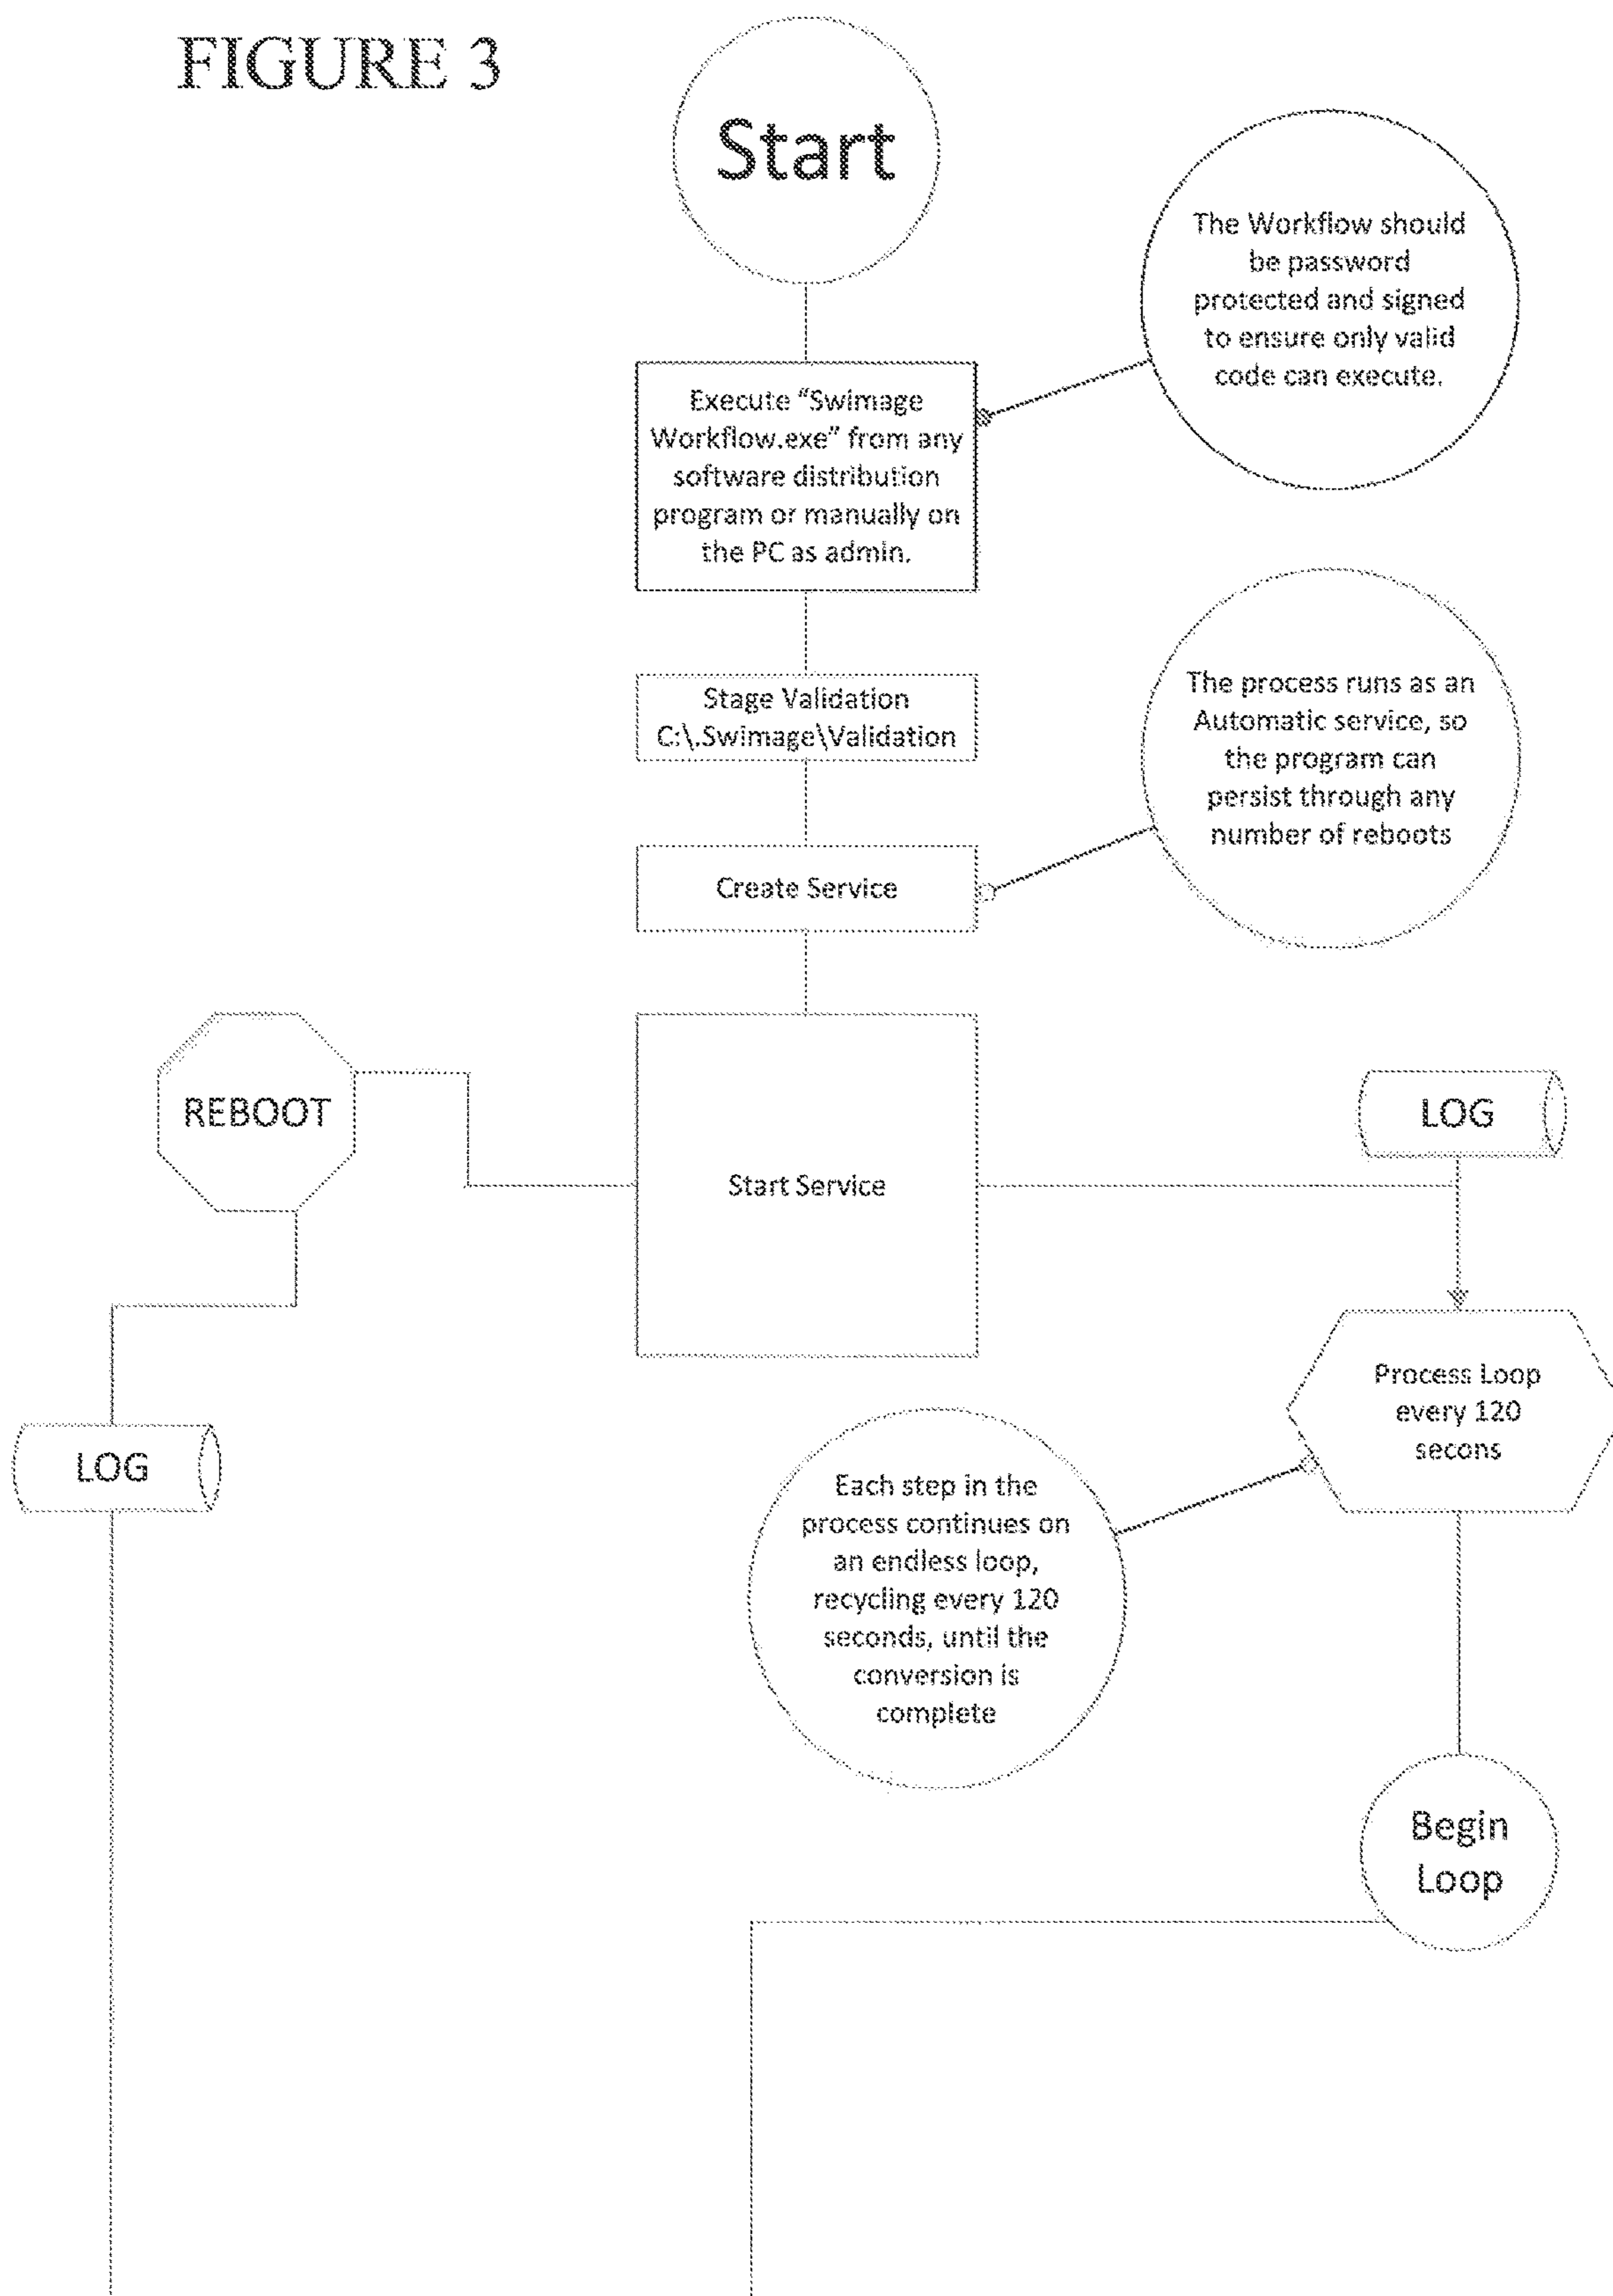 FIGURE 3
Start
The Workflow should
be password
protected and signed
to ensure only valid
code can execute.
Execute “Swimage
Workflow.exe” from any
software distribution
program or manually on
the PC as admin.
Stage Validation
C:\.Swimage\Validation
The process runs as an
Automatic service, so
the program can
persist through any
number of reboots
Create Service
REBOOT
Start Service
LOG
Process Loop
every 120
secons
LOG
Each step in the
process continues on
an endless loop,
recycling every 120
seconds, until the
conversion is
complete
Begin
Loop